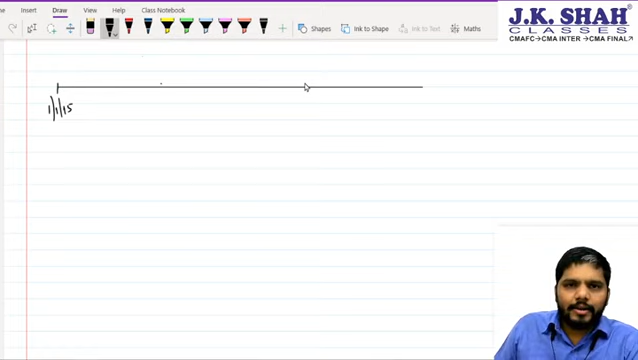 Insert Draw View Help Class Notebook
Shapes Ink to Shape Ink to Text Maths
J.K. SHAH®
CLASSES
CMAFC→CMA INTER→CMA FINAL
1/1/15